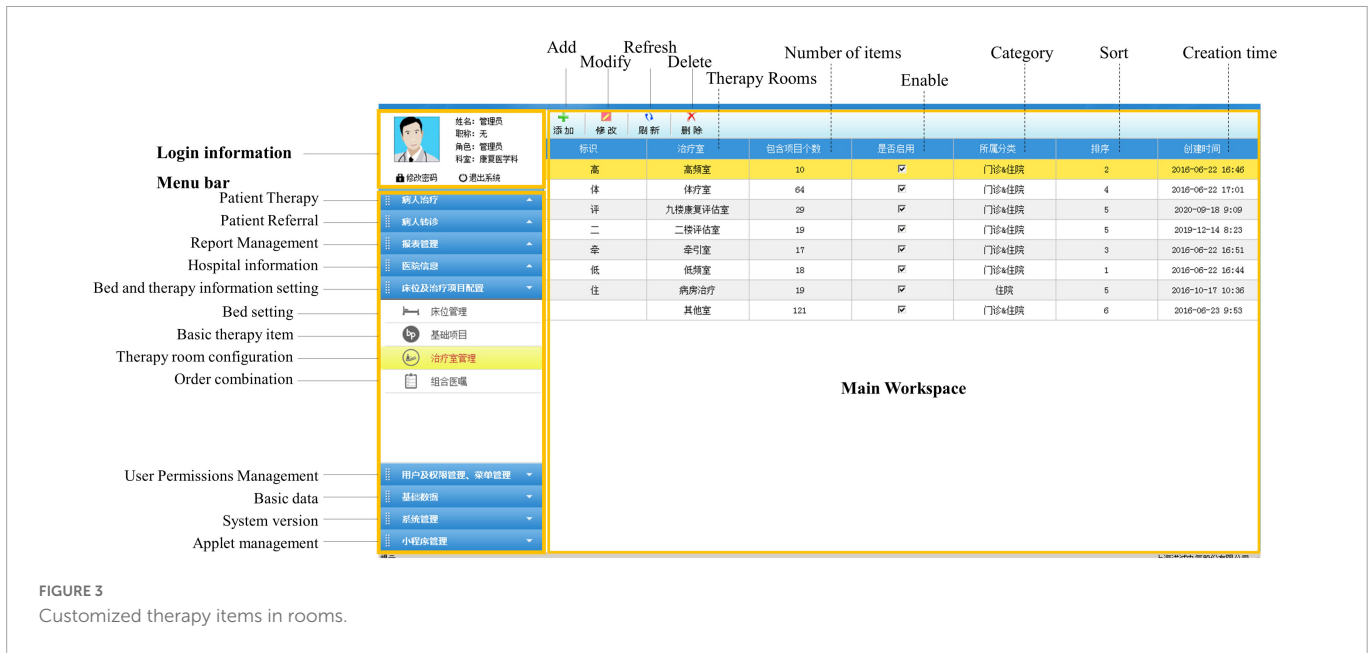 Add
Refresh
Modify
Delete
Number of items
Category
Sort
Creation time
Therapy Rooms
Enable
姓名: 管理员
职称: 无
角色: 管理员
科室: 康复医学科
修改密码 退出系统
添加 修改 刷新 删除
标识 治疗室 包含项目个数 是否启用 所属分类 排序 创建时间
高 高频室 10 门诊&住院 2 2016-06-22 16:46
体 体疗室 64 门诊&住院 4 2016-06-22 17:01
评 九楼康复评估室 29 门诊&住院 5 2020-09-18 9:09
二 二楼评估室 19 门诊&住院 5 2019-12-14 8:23
牵 牵引室 17 门诊&住院 3 2016-06-22 16:51
低 低频室 18 门诊&住院 1 2016-06-22 16:44
住 病房治疗 19 住院 5 2016-10-17 10:36
其他室 121 门诊&住院 6 2016-06-23 9:53
Login information
Menu bar
Patient Therapy 病人治疗
Patient Referral 病人转诊
Report Management 报表管理
Hospital information 医院信息
Bed and therapy information setting 床位及治疗项目配置
Bed setting 床位管理
Basic therapy item bp 基础项目
Therapy room configuration 治疗室管理
Order combination 组合医嘱
Main Workspace
User Permissions Management 用户及权限管理、菜单管理
Basic data 基础数据
System version 系统管理
Applet management 小程序管理
FIGURE 3
Customized therapy items in rooms.